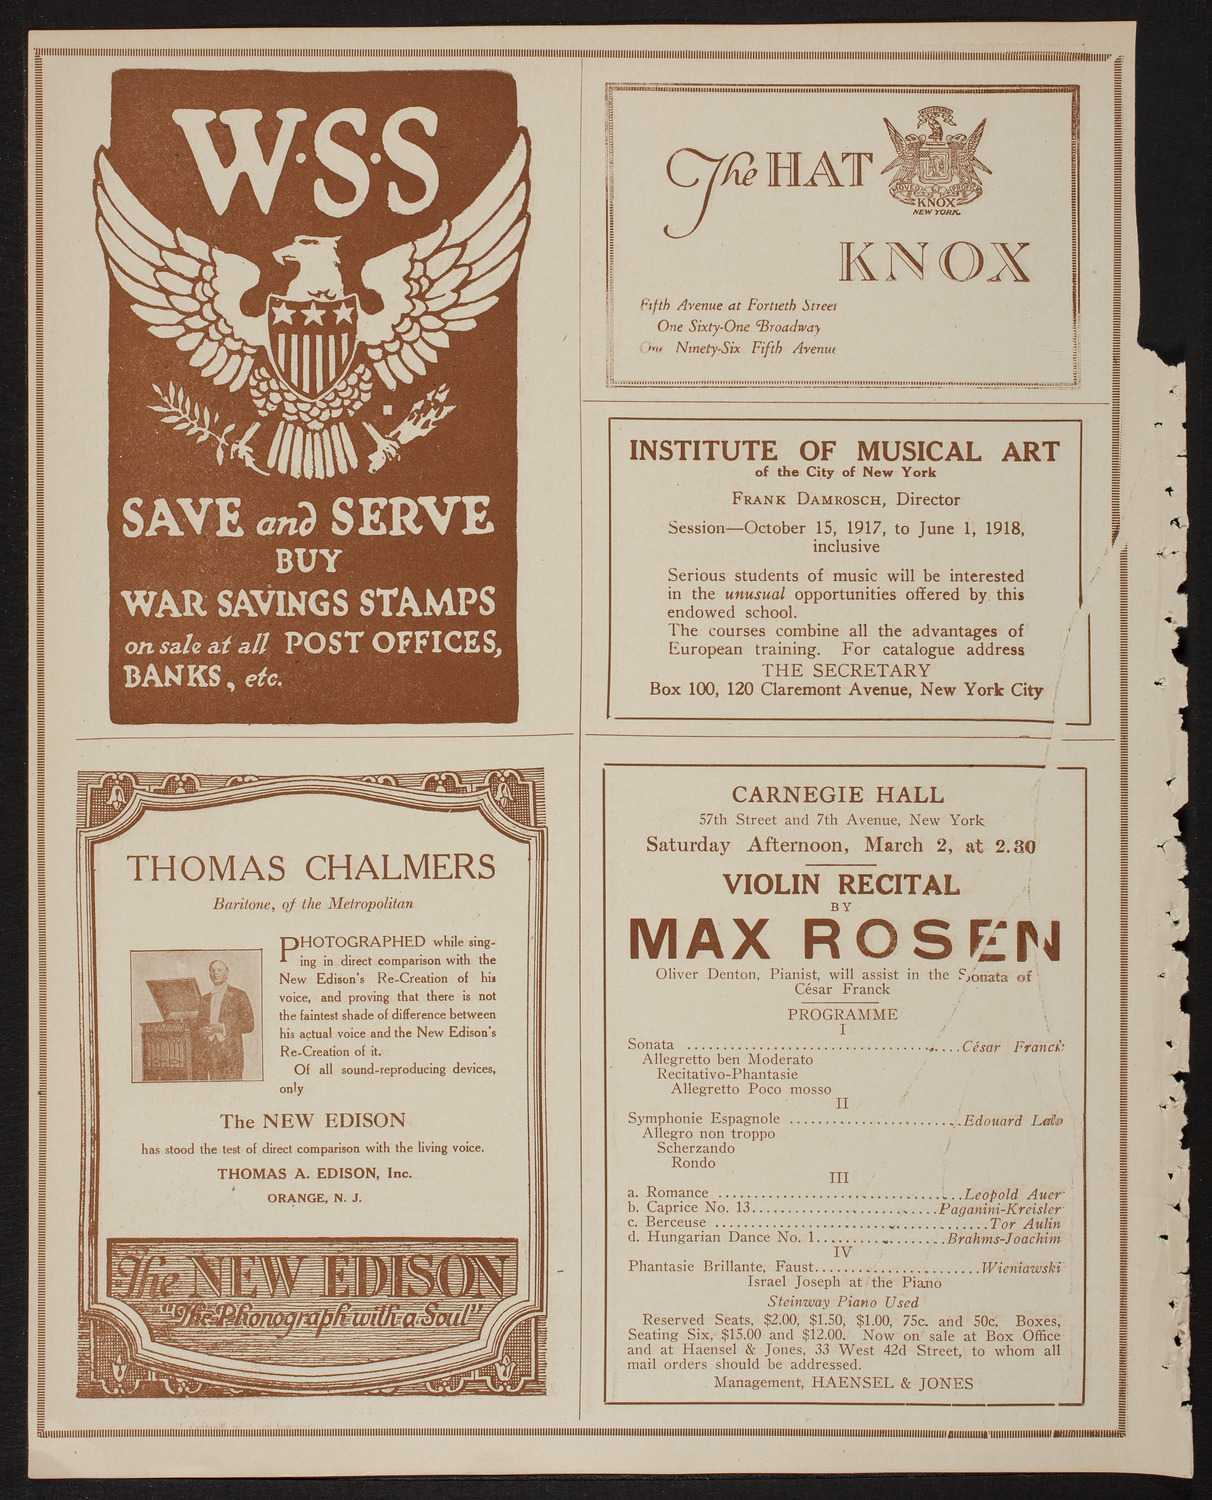 W·S·S
SAVE and SERVE
BUY
WAR SAVINGS STAMPS
on sale at all POST OFFICES,
BANKS, etc.
The HAT
KNOX
NEW YORK.
KNOX
Fifth Avenue at Fortieth Street
One Sixty-One Broadway
One Ninety-Six Fifth Avenue
INSTITUTE OF MUSICAL ART
of the City of New York
FRANK DAMROSCH, Director
Session—October 15, 1917, to June 1, 1918,
inclusive
Serious students of music will be interested
in the unusual opportunities offered by this
endowed school.
The courses combine all the advantages of
European training. For catalogue address
THE SECRETARY
Box 100, 120 Claremont Avenue, New York City
THOMAS CHALMERS
Baritone, of the Metropolitan
PHOTOGRAPHED while sing-
ing in direct comparison with the
New Edison's Re-Creation of his
voice, and proving that there is not
the faintest shade of difference between
his actual voice and the New Edison's
Re-Creation of it.
Of all sound-reproducing devices,
only
The NEW EDISON
has stood the test of direct comparison with the living voice.
THOMAS A. EDISON, Inc.
ORANGE, N. J.
The NEW EDISON
"The Phonograph with a Soul"
CARNEGIE HALL
57th Street and 7th Avenue, New York
Saturday Afternoon, March 2, at 2.30
VIOLIN RECITAL
BY
MAX ROSEN
Oliver Denton, Pianist, will assist in the Sonata of
César Franck
PROGRAMME
I
Sonata ....................................César Franck
Allegretto ben Moderato
Recitativo-Phantasie
Allegretto Poco mosso
II
Symphonie Espagnole ........................Edouard Lalo
Allegro non troppo
Scherzando
Rondo
III
a. Romance ..................................Leopold Auer
b. Caprice No. 13..........................Paganini-Kreisler
c. Berceuse ......................................Tor Aulin
d. Hungarian Dance No. 1..................Brahms-Joachim
IV
Phantasie Brillante, Faust.......................Wieniawski
Israel Joseph at the Piano
Steinway Piano Used
Reserved Seats, $2.00, $1.50, $1.00, 75c. and 50c. Boxes,
Seating Six, $15.00 and $12.00. Now on sale at Box Office
and at Haensel & Jones, 33 West 42d Street, to whom all
mail orders should be addressed.
Management, HAENSEL & JONES